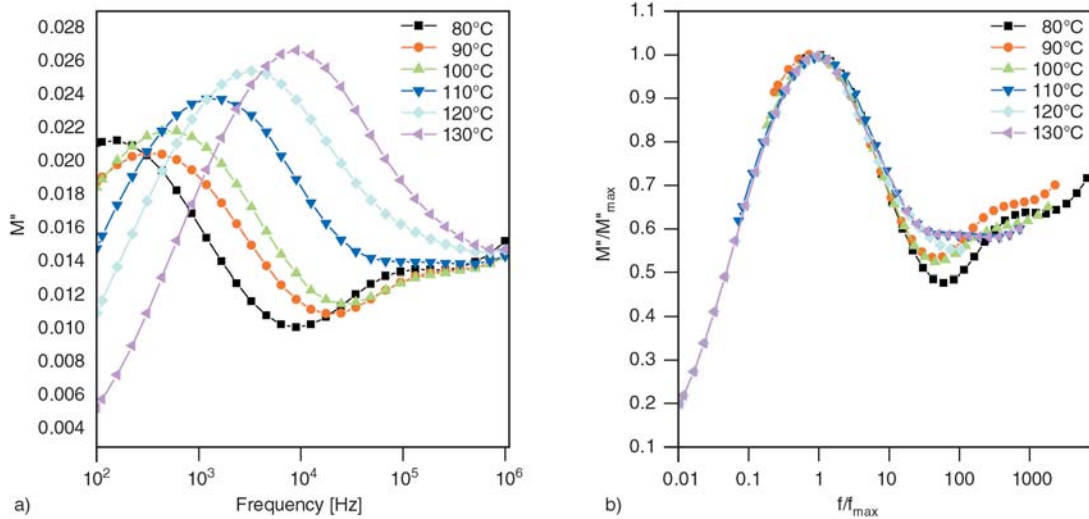 0.028
0.026
0.024
0.022
0.020
0.018
0.016
0.014
0.012
0.010
0.008
0.006
0.004
M"
80°C
90°C
100°C
110°C
120°C
130°C
10² 10³ 10⁴ 10⁵ 10⁶
Frequency [Hz]
a)
1.1
1.0
0.9
0.8
0.7
0.6
0.5
0.4
0.3
0.2
0.1
M"/M"max
80°C
90°C
100°C
110°C
120°C
130°C
0.01 0.1 1 10 100 1000
f/fmax
b)